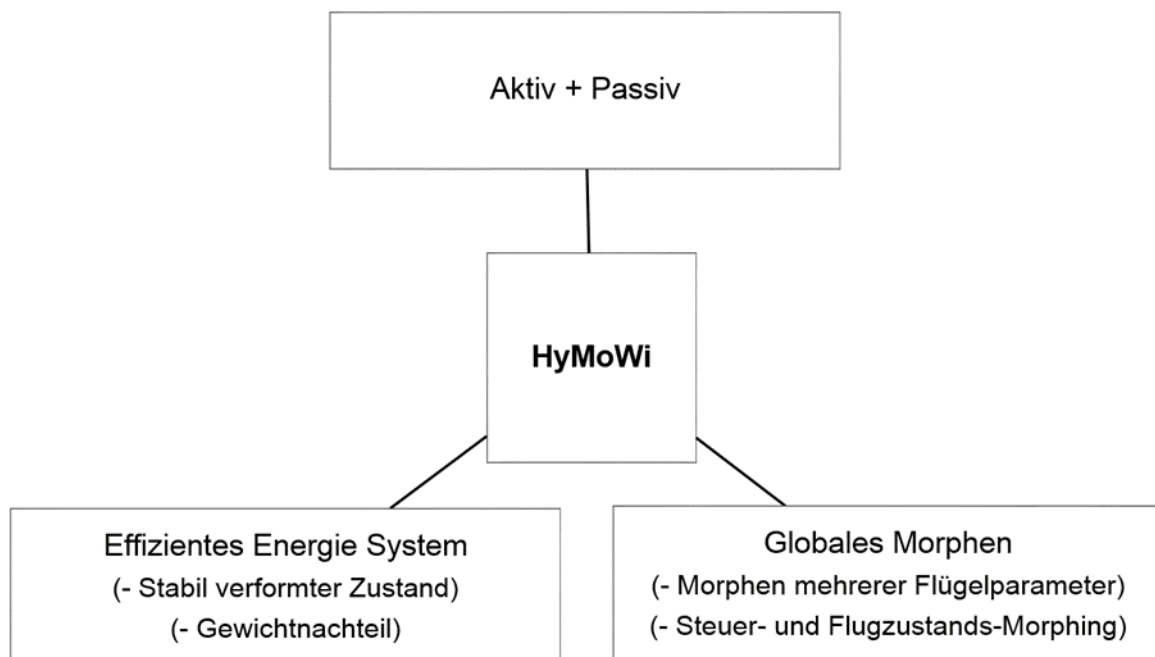 Aktiv + Passiv
HyMoWi
Effizientes Energie System
(- Stabil verformter Zustand)
(- Gewichtnachteil)
Globales Morphen
(- Morphen mehrerer Flügelparameter)
(- Steuer- und Flugzustands-Morphing)